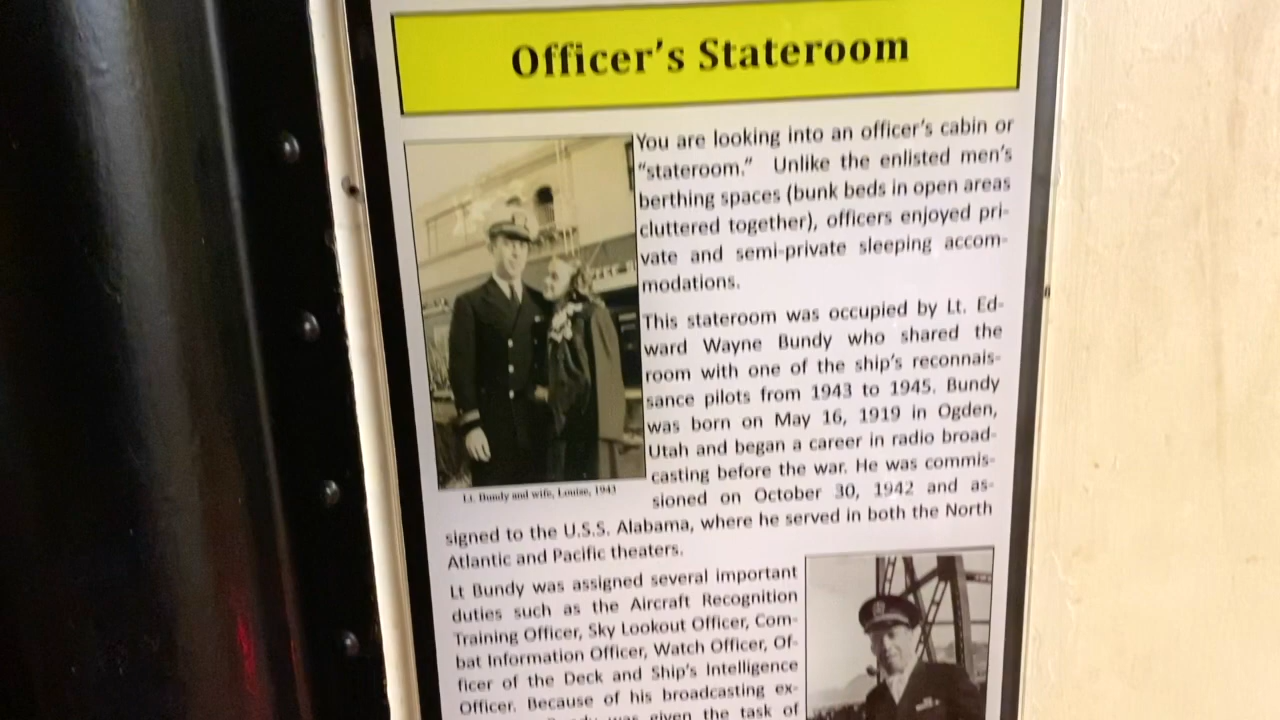 Officer's Stateroom
You are looking into an officer's cabin or
"stateroom." Unlike the enlisted men's
berthing spaces (bunk beds in open areas
cluttered together), officers enjoyed pri-
vate and semi-private sleeping accom-
modations.
This stateroom was occupied by Lt. Ed-
ward Wayne Bundy who shared the
room with one of the ship's reconnais-
sance pilots from 1943 to 1945. Bundy
was born on May 16, 1919 in Ogden,
Utah and began a career in radio broad-
casting before the war. He was commis-
sioned on October 30, 1942 and as-
signed to the U.S.S. Alabama, where he served in both the North
Atlantic and Pacific theaters.
Lt. Bundy and wife, Louise, 1943
Lt Bundy was assigned several important
duties such as the Aircraft Recognition
Training Officer, Sky Lookout Officer, Com-
bat Information Officer, Watch Officer, Of-
ficer of the Deck and Ship's Intelligence
Officer. Because of his broadcasting ex-
was given the task of